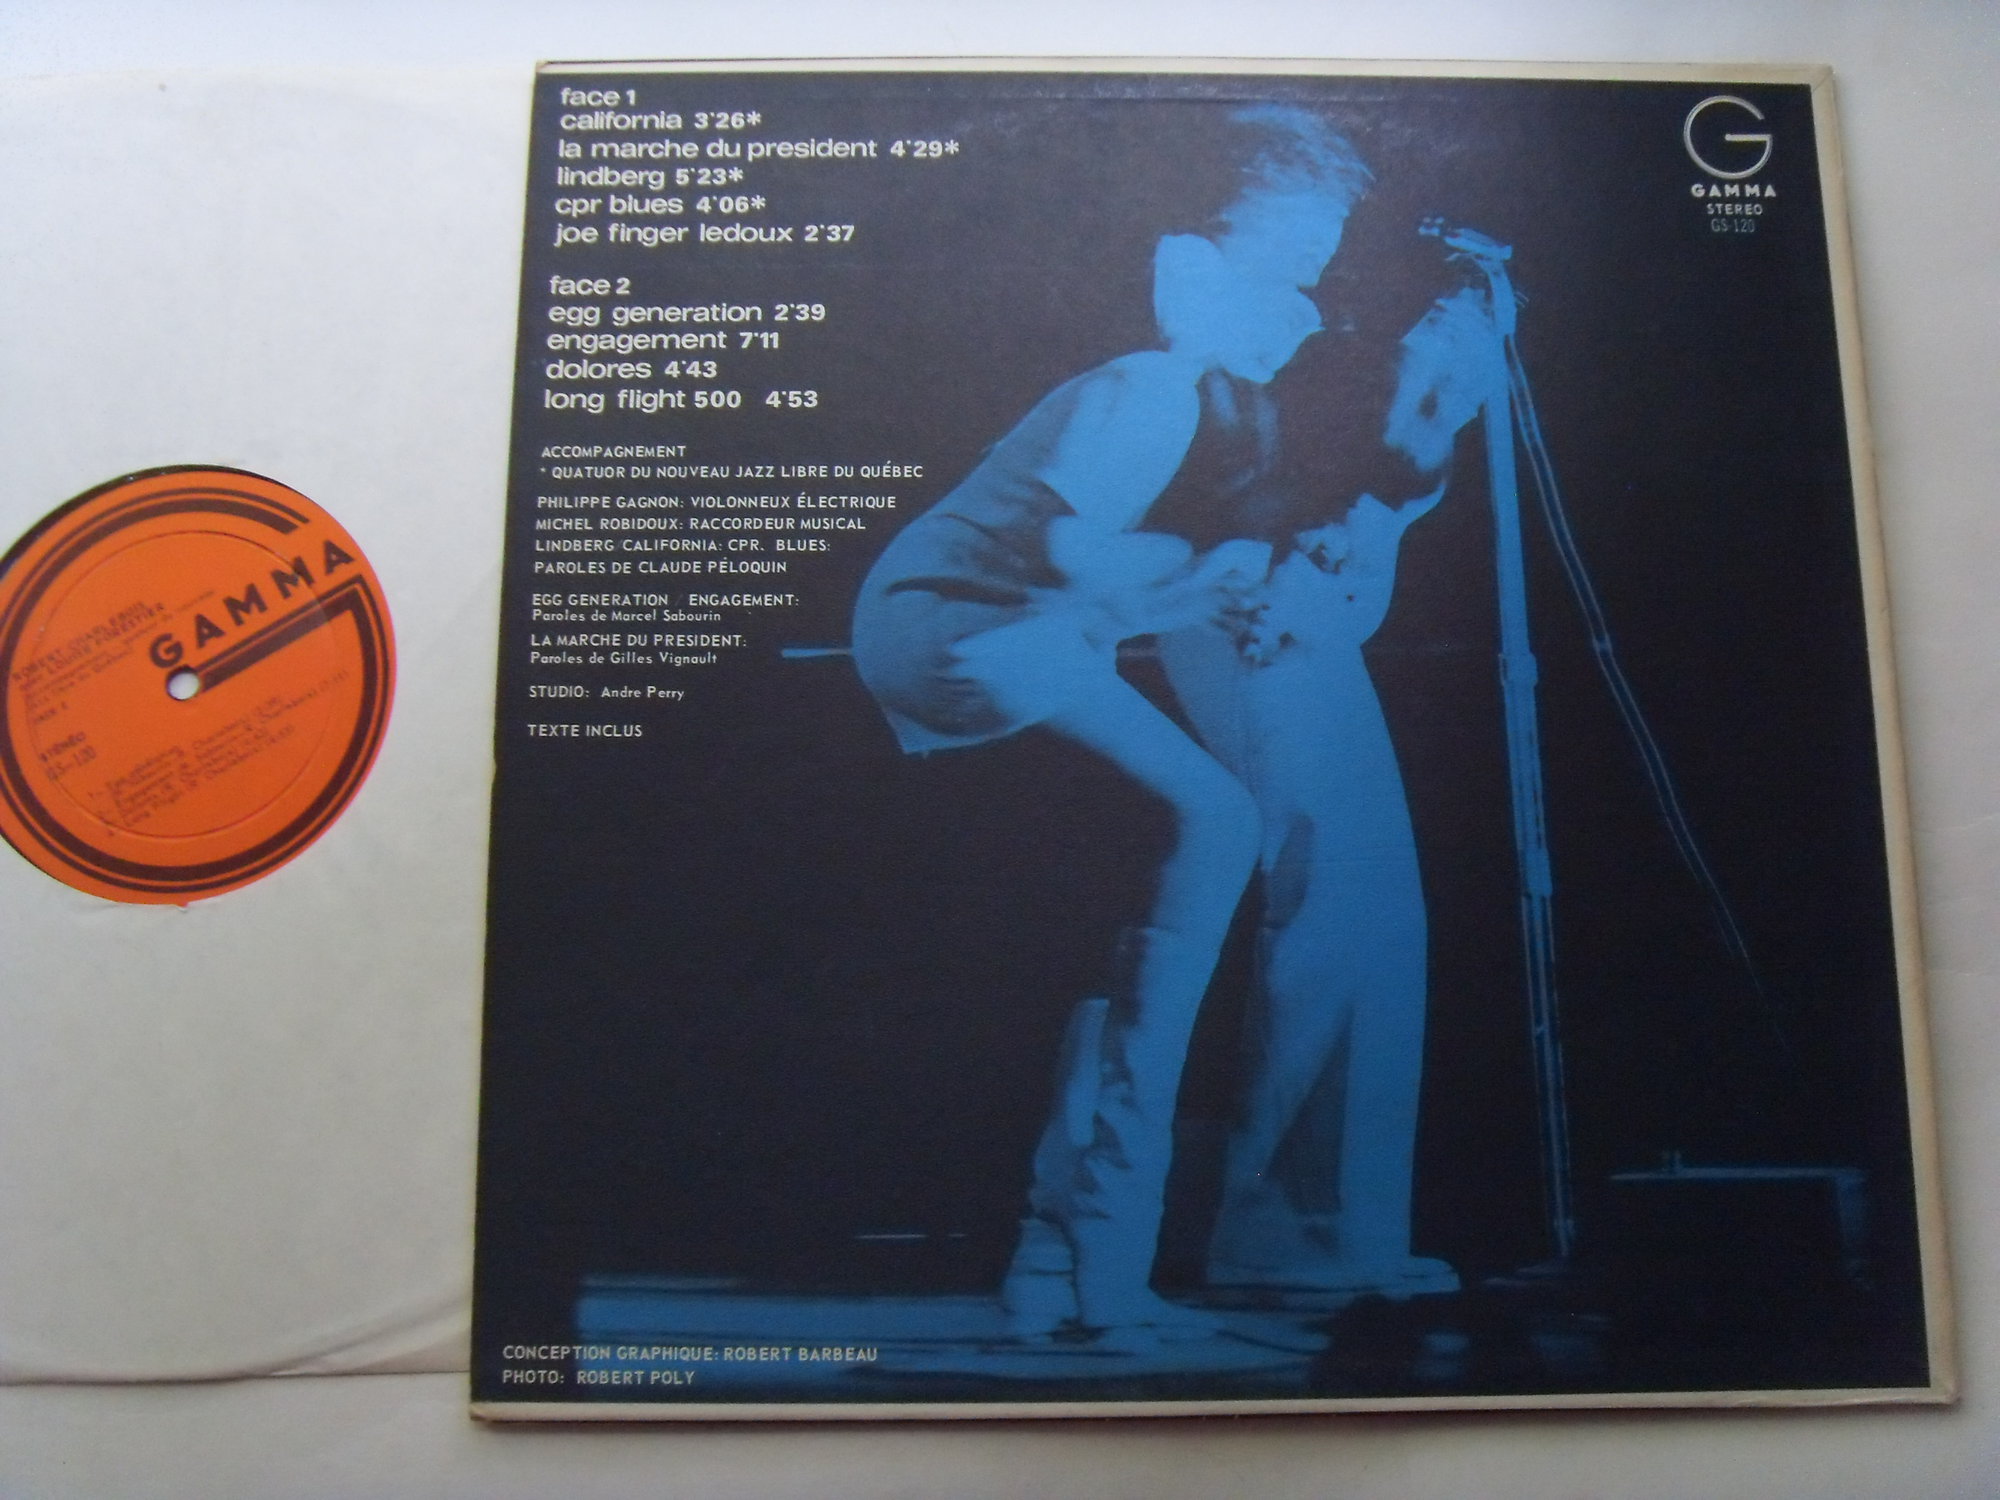 face 1
california 3'26*
la marche du president 4'29*
lindberg 5'23*
cpr blues 4'06*
joe finger ledoux 2'37
face 2
egg generation 2'39
engagement 7'11
dolores 4'43
long flight 500 4'53
ACCOMPAGNEMENT
* QUATUOR DU NOUVEAU JAZZ LIBRE DU QUÉBEC
PHILIPPE GAGNON: VIOLONNEUX ÉLECTRIQUE
MICHEL ROBIDOUX: RACCORDEUR MUSICAL
LINDBERG/CALIFORNIA: CPR. BLUES:
PAROLES DE CLAUDE PÉLOQUIN
EGG GENERATION / ENGAGEMENT:
Paroles de Marcel Sabourin
LA MARCHE DU PRESIDENT:
Paroles de Gilles Vignault
STUDIO: Andre Perry
TEXTE INCLUS
CONCEPTION GRAPHIQUE: ROBERT BARBEAU
PHOTO: ROBERT POLY
G
GAMMA
STEREO
GS-120
GAMMA
ROBERT CHARLEBOIS
LOUISE FORESTIER
STÉRÉO